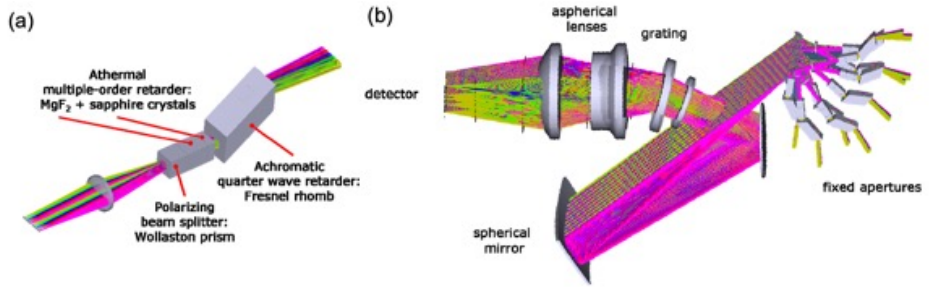 (a)
Athermal
multiple-order retarder:
MgF2 + sapphire crystals
Achromatic
quarter wave retarder:
Fresnel rhomb
Polarizing
beam splitter:
Wollaston prism
(b)
aspherical
lenses
grating
detector
fixed apertures
spherical
mirror